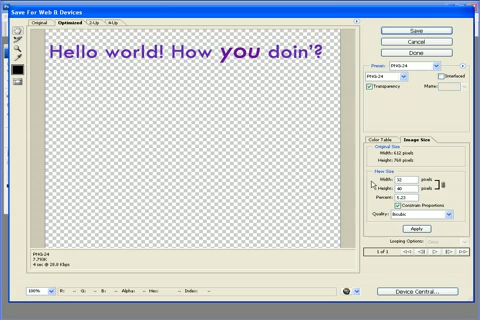 Save For Web & Devices
Original
Optimized
2-Up
4-Up
Hello world! How you doin'?
Save
Cancel
Done
Preset: PNG-24
PNG-24
Interlaced
Transparency
Matte:
Color Table
Image Size
Original Size
Width: 612 pixels
Height: 768 pixels
New Size
Width: 32 pixels
Height: 40 pixels
Percent: 5.23
Constrain Proportions
Quality: Bicubic
Apply
Looping Options:
1 of 1
PNG-24
7.710K
4 sec @ 28.8 Kbps
100%
R: --
G: --
B: --
Alpha: --
Hex: --
Index: --
Device Central...